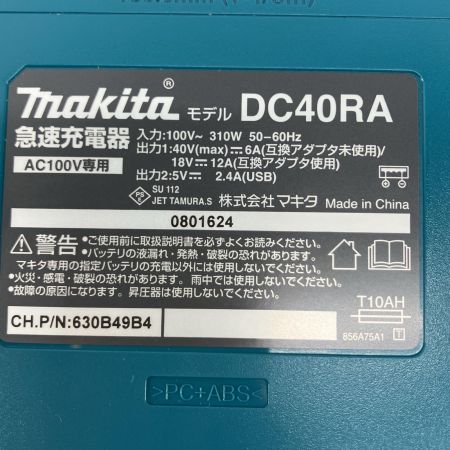 makita® モデル DC40RA
急速充電器
AC100V専用
入力:100V~ 310W 50-60Hz
出力1:40V(max)⎓6A(互換アダプタ未使用)/
18V⎓12A(互換アダプタ使用)
出力2:5V⎓ 2.4A(USB)
PS E
SU 112
JET TAMURA.S
株式会社マキタ Made in China
0801624
⚠警告
•ご使用前に取扱説明書を必ずよくお読みください。
•バッテリの液漏れ・発熱・破裂の恐れがあります。
マキタ専用の指定バッテリの充電以外には使用しないでください。
•火災・感電・破裂の恐れがあります。雨中では使用しないでください。
•故障の原因になります。昇圧器は使用しないでください。
T10AH
CH.P/N:630B49B4
856A75A1 T
>PC+ABS<